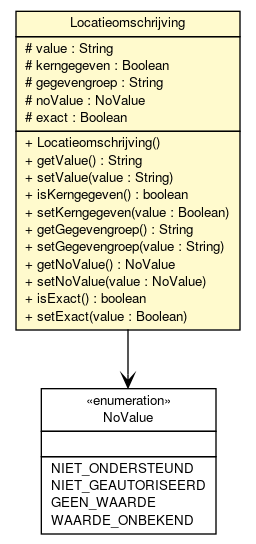 Locatieomschrijving
# value : String
# kerngegeven : Boolean
# gegevengroep : String
# noValue : NoValue
# exact : Boolean
+ Locatieomschrijving()
+ getValue() : String
+ setValue(value : String)
+ isKerngegeven() : boolean
+ setKerngegeven(value : Boolean)
+ getGegevengroep() : String
+ setGegevengroep(value : String)
+ getNoValue() : NoValue
+ setNoValue(value : NoValue)
+ isExact() : boolean
+ setExact(value : Boolean)
«enumeration»
NoValue
NIET_ONDERSTEUND
NIET_GEAUTORISEERD
GEEN_WAARDE
WAARDE_ONBEKEND